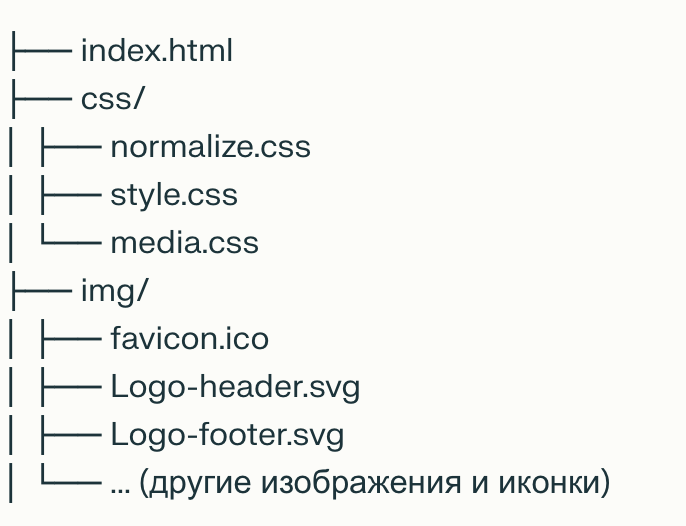 ├── index.html
├── css/
│ ├── normalize.css
│ ├── style.css
│ └── media.css
├── img/
│ ├── favicon.ico
│ ├── Logo-header.svg
│ ├── Logo-footer.svg
│ └── ... (другие изображения и иконки)